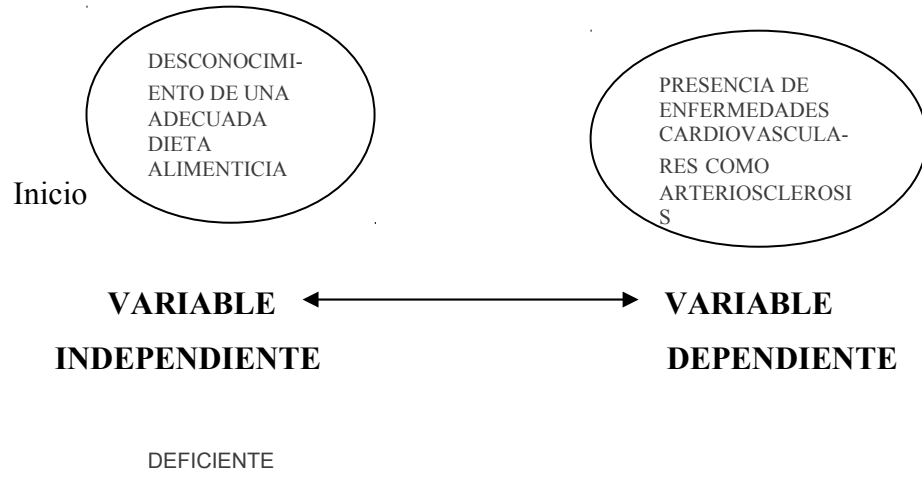 DESCONOCIMI-
ENTO DE UNA
ADECUADA
DIETA
ALIMENTICIA
PRESENCIA DE
ENFERMEDADES
CARDIOVASCULA-
RES COMO
ARTERIOSCLEROSI
S
Inicio
VARIABLE
INDEPENDIENTE
VARIABLE
DEPENDIENTE
DEFICIENTE